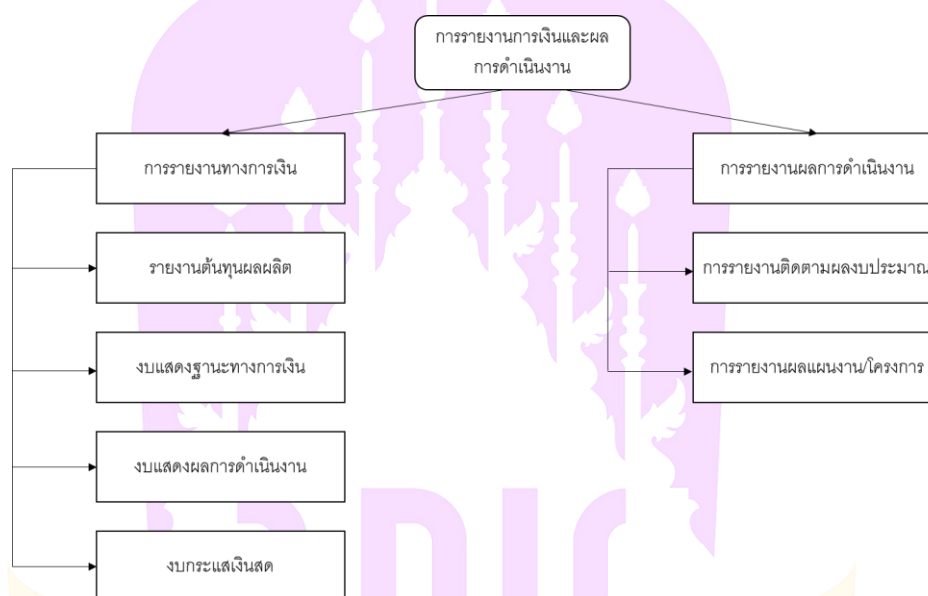 การรายงานการเงินและผล
การดำเนินงาน
การรายงานทางการเงิน
การรายงานผลการดำเนินงาน
รายงานต้นทุนผลผลิต
การรายงานติดตามผลงบประมาณ
งบแสดงฐานะทางการเงิน
การรายงานผลแผนงาน/โครงการ
งบแสดงผลการดำเนินงาน
งบกระแสเงินสด